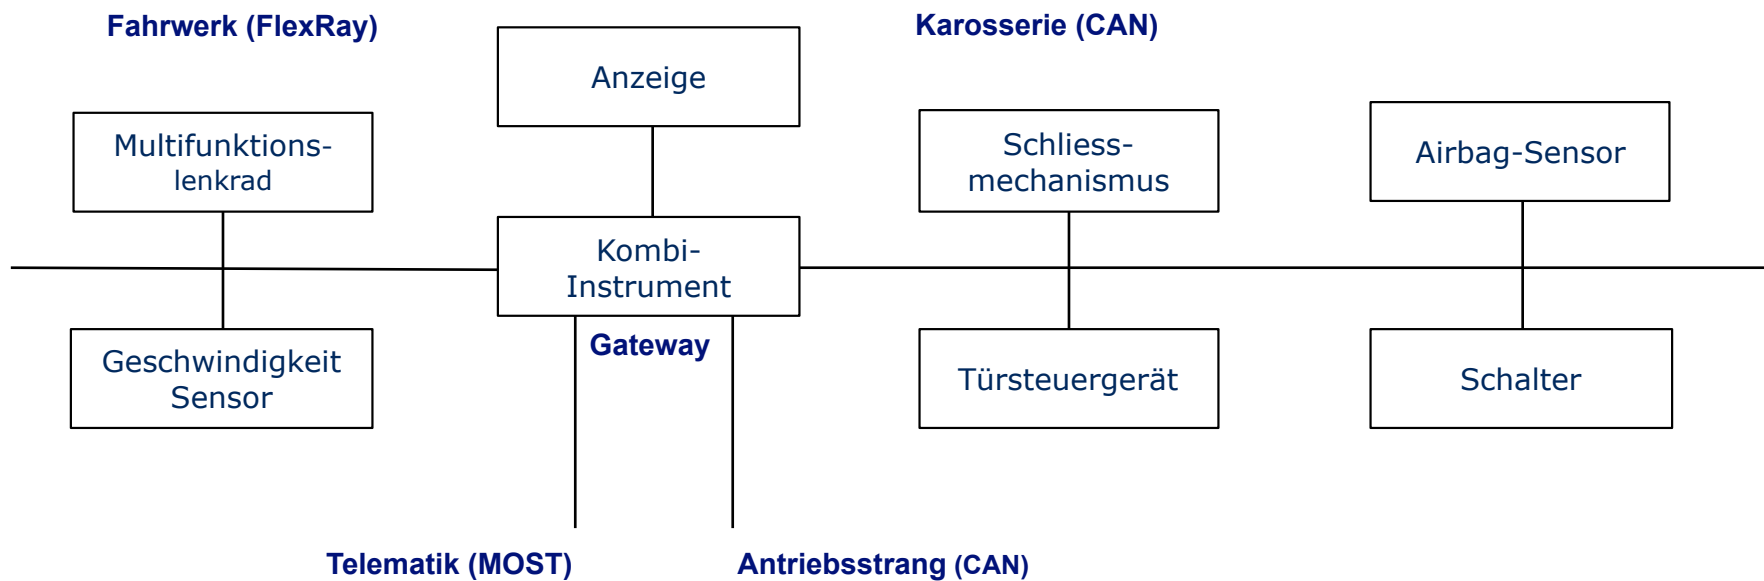 Fahrwerk (FlexRay)
Karosserie (CAN)
Anzeige
Multifunktions-
lenkrad
Schliess-
mechanismus
Airbag-Sensor
Kombi-
Instrument
Gateway
Geschwindigkeit
Sensor
Türsteuergerät
Schalter
Telematik (MOST)
Antriebsstrang (CAN)